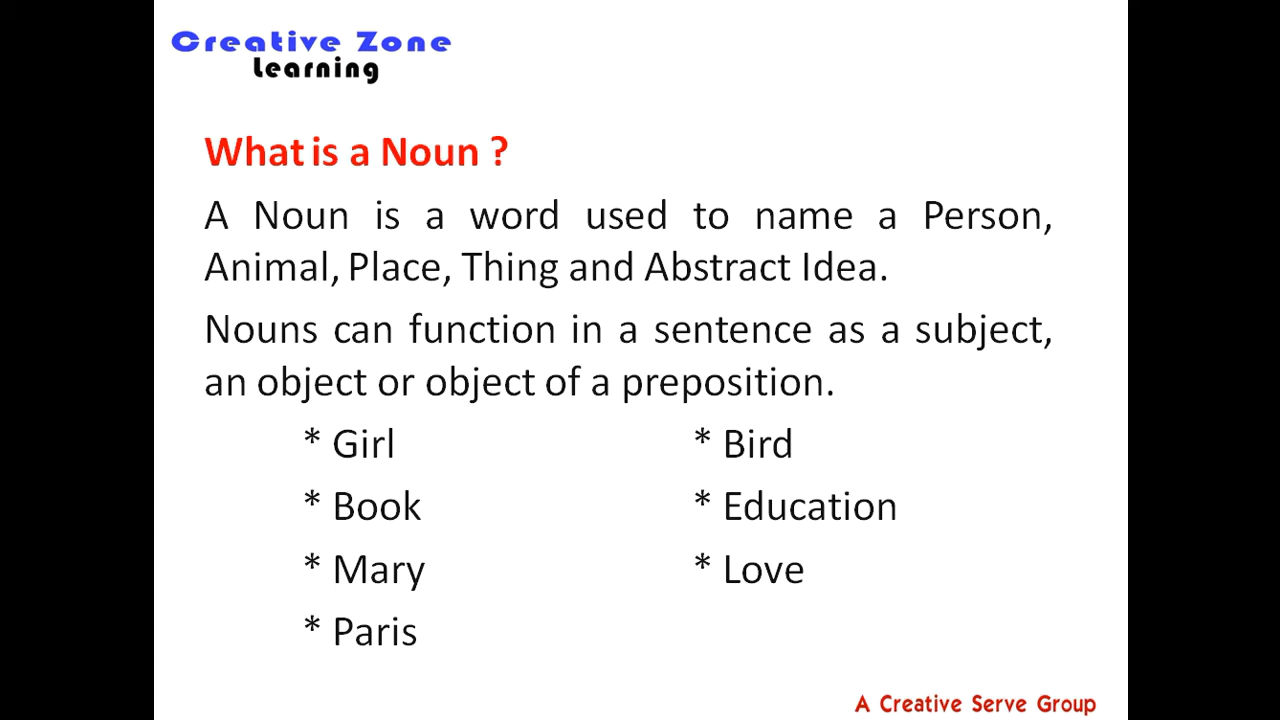 Creative Zone
Learning
What is a Noun ?
A Noun is a word used to name a Person,
Animal, Place, Thing and Abstract Idea.
Nouns can function in a sentence as a subject,
an object or object of a preposition.
* Girl
* Book
* Mary
* Paris
* Bird
* Education
* Love
A Creative Serve Group